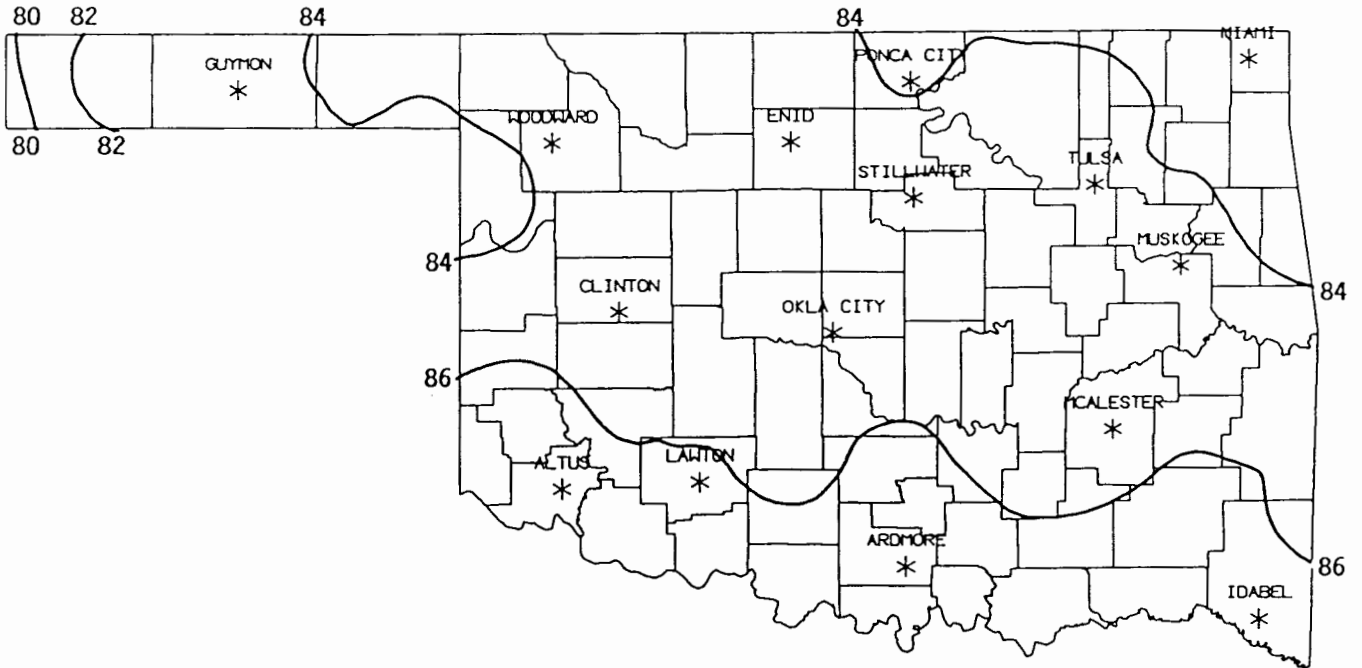 80 82 84 84
MIAMI
PONCA CITY
GUYMON
WOODWARD ENID
80 82
TULSA
STILLWATER
MUSKOGEE
84
CLINTON
84
OKLA CITY
86
MCALESTER
ALTUS LAWTON
ARDMORE
86
IDABEL